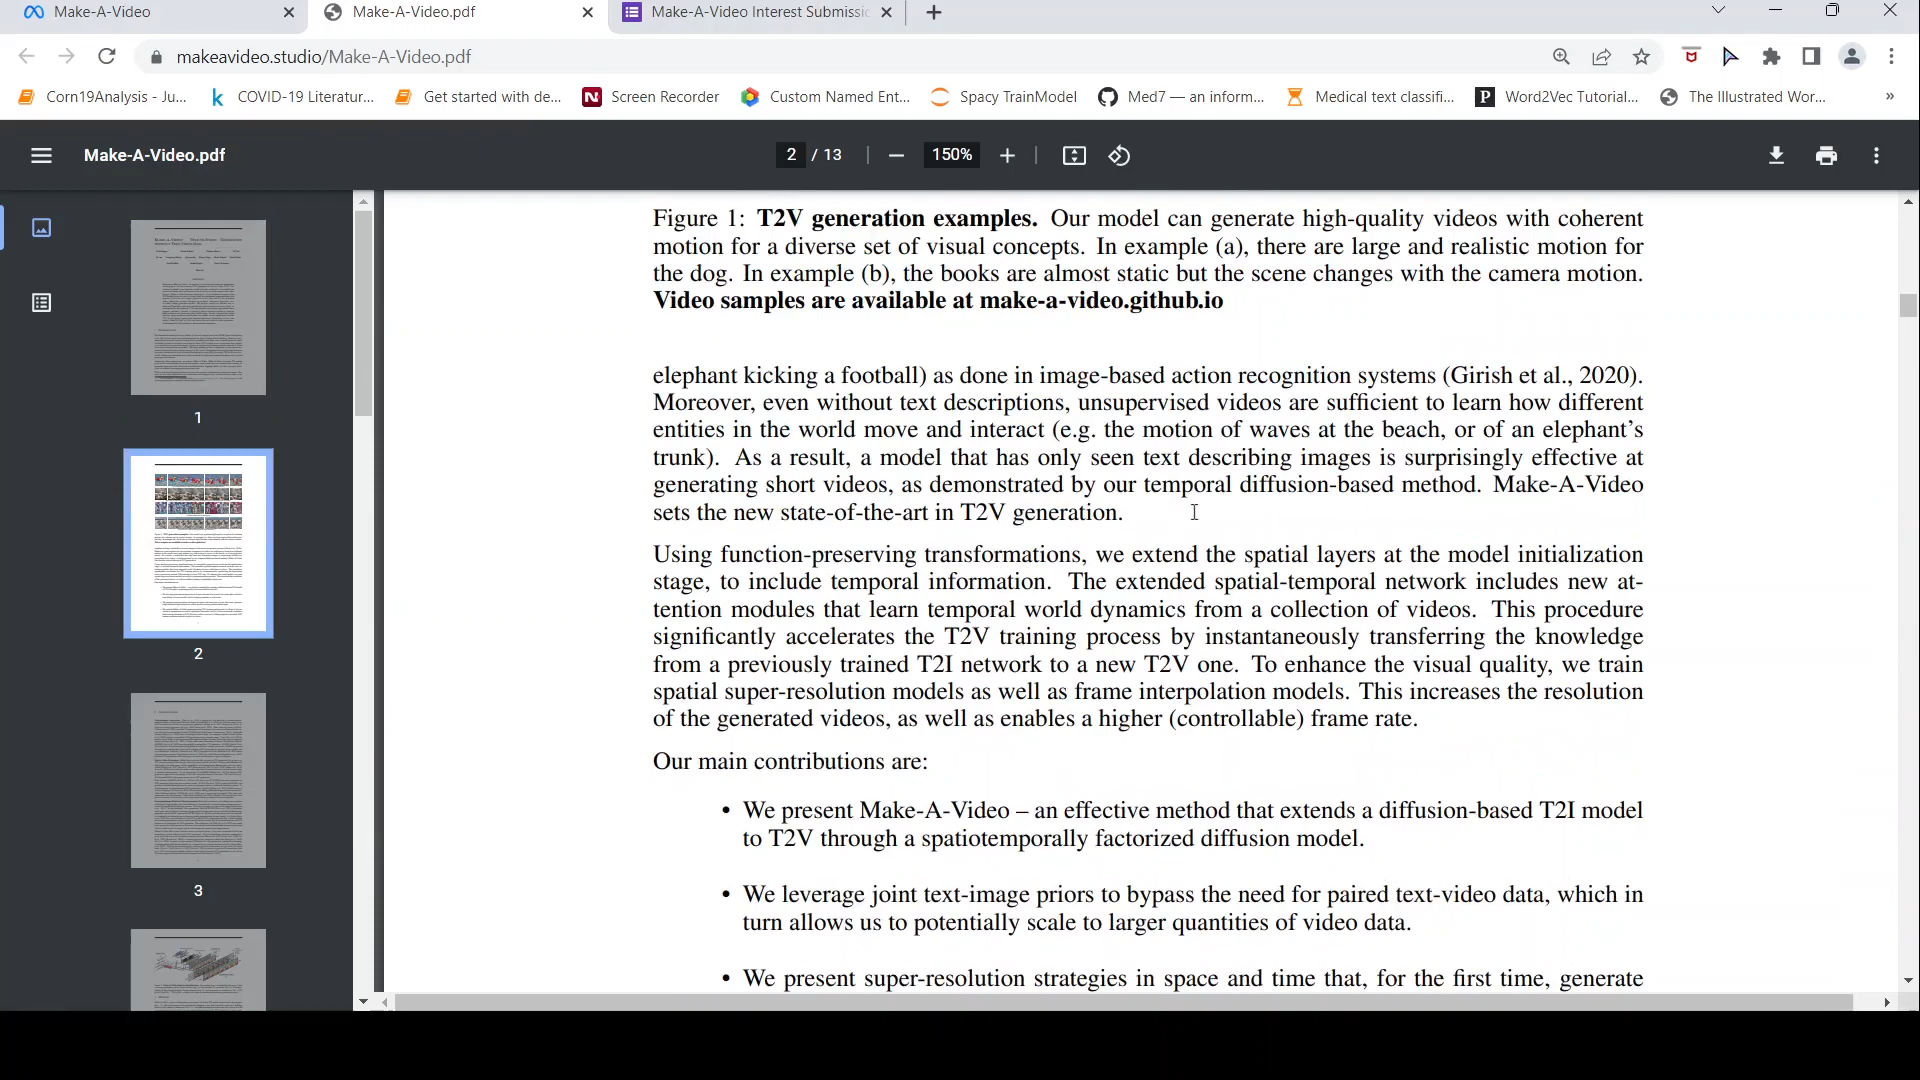 Make-A-Video
Make-A-Video.pdf
Make-A-Video Interest Submissi
makeavideo.studio/Make-A-Video.pdf
Corn19Analysis - Ju...
COVID-19 Literatur...
Get started with de...
Screen Recorder
Custom Named Ent...
Spacy TrainModel
Med7 — an inform...
Medical text classifi...
Word2Vec Tutorial...
The Illustrated Wor...
»
Make-A-Video.pdf
2 / 13
150%
1
2
3
Figure 1: T2V generation examples. Our model can generate high-quality videos with coherent
motion for a diverse set of visual concepts. In example (a), there are large and realistic motion for
the dog. In example (b), the books are almost static but the scene changes with the camera motion.
Video samples are available at make-a-video.github.io
elephant kicking a football) as done in image-based action recognition systems (Girish et al., 2020).
Moreover, even without text descriptions, unsupervised videos are sufficient to learn how different
entities in the world move and interact (e.g. the motion of waves at the beach, or of an elephant's
trunk). As a result, a model that has only seen text describing images is surprisingly effective at
generating short videos, as demonstrated by our temporal diffusion-based method. Make-A-Video
sets the new state-of-the-art in T2V generation.
Using function-preserving transformations, we extend the spatial layers at the model initialization
stage, to include temporal information. The extended spatial-temporal network includes new at-
tention modules that learn temporal world dynamics from a collection of videos. This procedure
significantly accelerates the T2V training process by instantaneously transferring the knowledge
from a previously trained T2I network to a new T2V one. To enhance the visual quality, we train
spatial super-resolution models as well as frame interpolation models. This increases the resolution
of the generated videos, as well as enables a higher (controllable) frame rate.
Our main contributions are:
• We present Make-A-Video – an effective method that extends a diffusion-based T2I model
to T2V through a spatiotemporally factorized diffusion model.
• We leverage joint text-image priors to bypass the need for paired text-video data, which in
turn allows us to potentially scale to larger quantities of video data.
• We present super-resolution strategies in space and time that, for the first time, generate